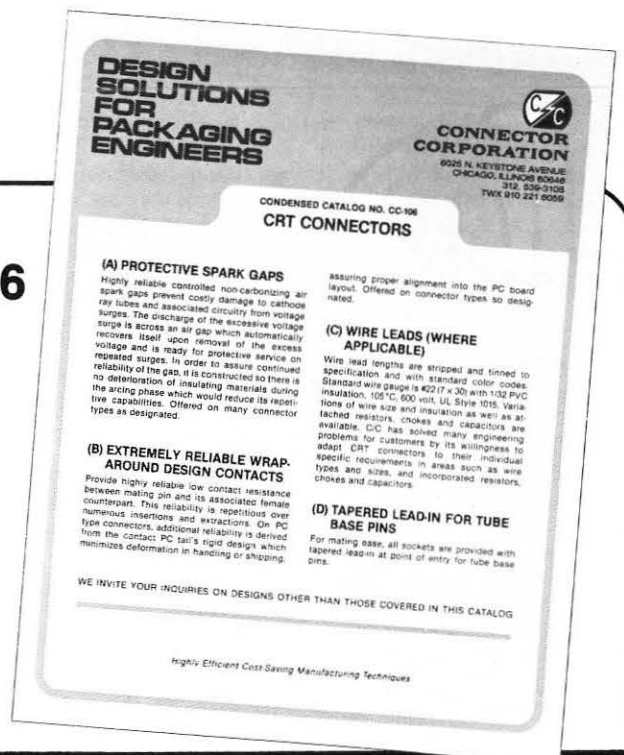 6
DESIGN
SOLUTIONS
FOR
PACKAGING
ENGINEERS
C/C
CONNECTOR
CORPORATION
6025 N. KEYSTONE AVENUE
CHICAGO, ILLINOIS 60646
312, 539-3108
TWX 910 221 6059
CONDENSED CATALOG NO. CC-106
CRT CONNECTORS
(A) PROTECTIVE SPARK GAPS
Highly reliable controlled non-carbonizing air
spark gaps prevent costly damage to cathode
ray tubes and associated circuitry from voltage
surges. The discharge of the excessive voltage
surge is across an air gap which automatically
recovers itself upon removal of the excess
voltage and is ready for protective service on
repeated surges. In order to assure continued
reliability of the gap, it is constructed so there is
no deterioration of insulating materials during
the arcing phase which would reduce its repeti-
tive capabilities. Offered on many connector
types as designated.
(B) EXTREMELY RELIABLE WRAP-
AROUND DESIGN CONTACTS
Provide highly reliable low contact resistance
between mating pin and its associated female
counterpart. This reliability is repetitious over
numerous insertions and extractions. On PC
type connectors, additional reliability is derived
from the contact PC tail's rigid design which
minimizes deformation in handling or shipping,
assuring proper alignment into the PC board
layout. Offered on connector types so desig-
nated.
(C) WIRE LEADS (WHERE
APPLICABLE)
Wire lead lengths are stripped and tinned to
specification and with standard color codes.
Standard wire gauge is #22 (7 x 30) with 1/32 PVC
insulation, 105°C, 600 volt, UL Style 1015. Varia-
tions of wire size and insulation as well as at-
tached resistors, chokes and capacitors are
available. C/C has solved many engineering
problems for customers by its willingness to
adapt CRT connectors to their individual
specific requirements in areas such as wire
types and sizes, and incorporated resistors,
chokes and capacitors.
(D) TAPERED LEAD-IN FOR TUBE
BASE PINS
For mating ease, all sockets are provided with
tapered lead-in at point of entry for tube base
pins.
WE INVITE YOUR INQUIRIES ON DESIGNS OTHER THAN THOSE COVERED IN THIS CATALOG
Highly Efficient Cost-Saving Manufacturing Techniques